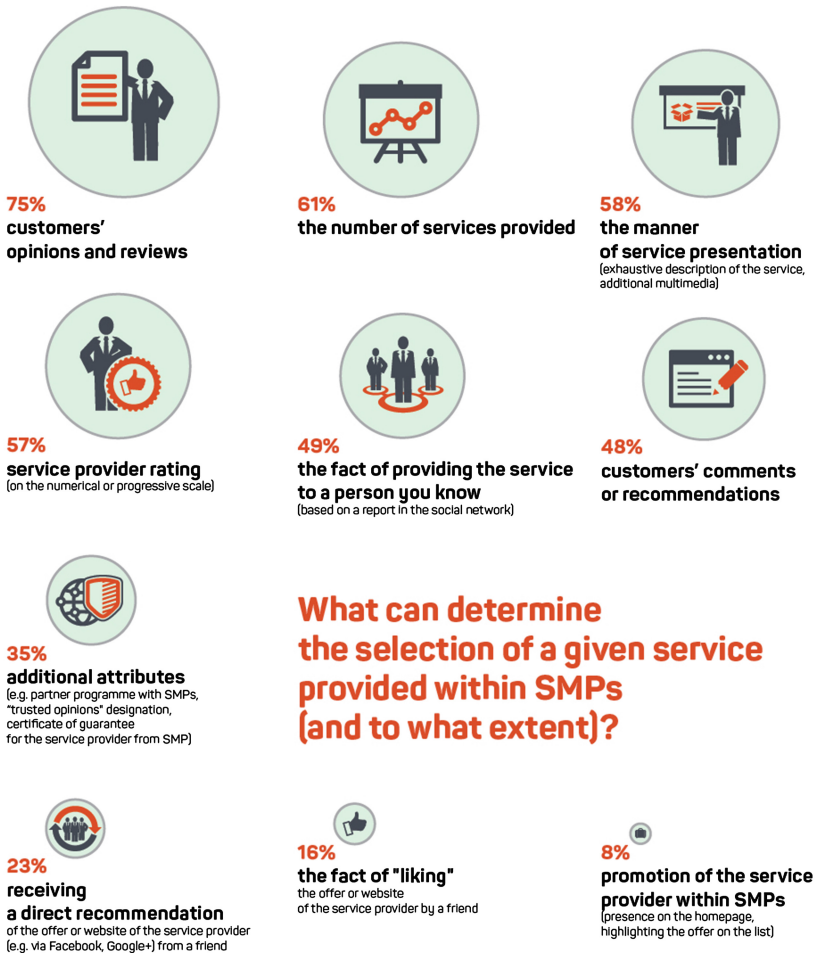 75%
customers'
opinions and reviews
61%
the number of services provided
58%
the manner
of service presentation
(exhaustive description of the service,
additional multimedia)
57%
service provider rating
(on the numerical or progressive scale)
49%
the fact of providing the service
to a person you know
(based on a report in the social network)
48%
customers' comments
or recommendations
35%
additional attributes
(e.g. partner programme with SMPs,
"trusted opinions" designation,
certificate of guarantee
for the service provider from SMP)
What can determine
the selection of a given service
provided within SMPs
(and to what extent)?
23%
receiving
a direct recommendation
of the offer or website of the service provider
(e.g. via Facebook, Google+) from a friend
16%
the fact of "liking"
the offer or website
of the service provider by a friend
8%
promotion of the service
provider within SMPs
(presence on the homepage,
highlighting the offer on the list)